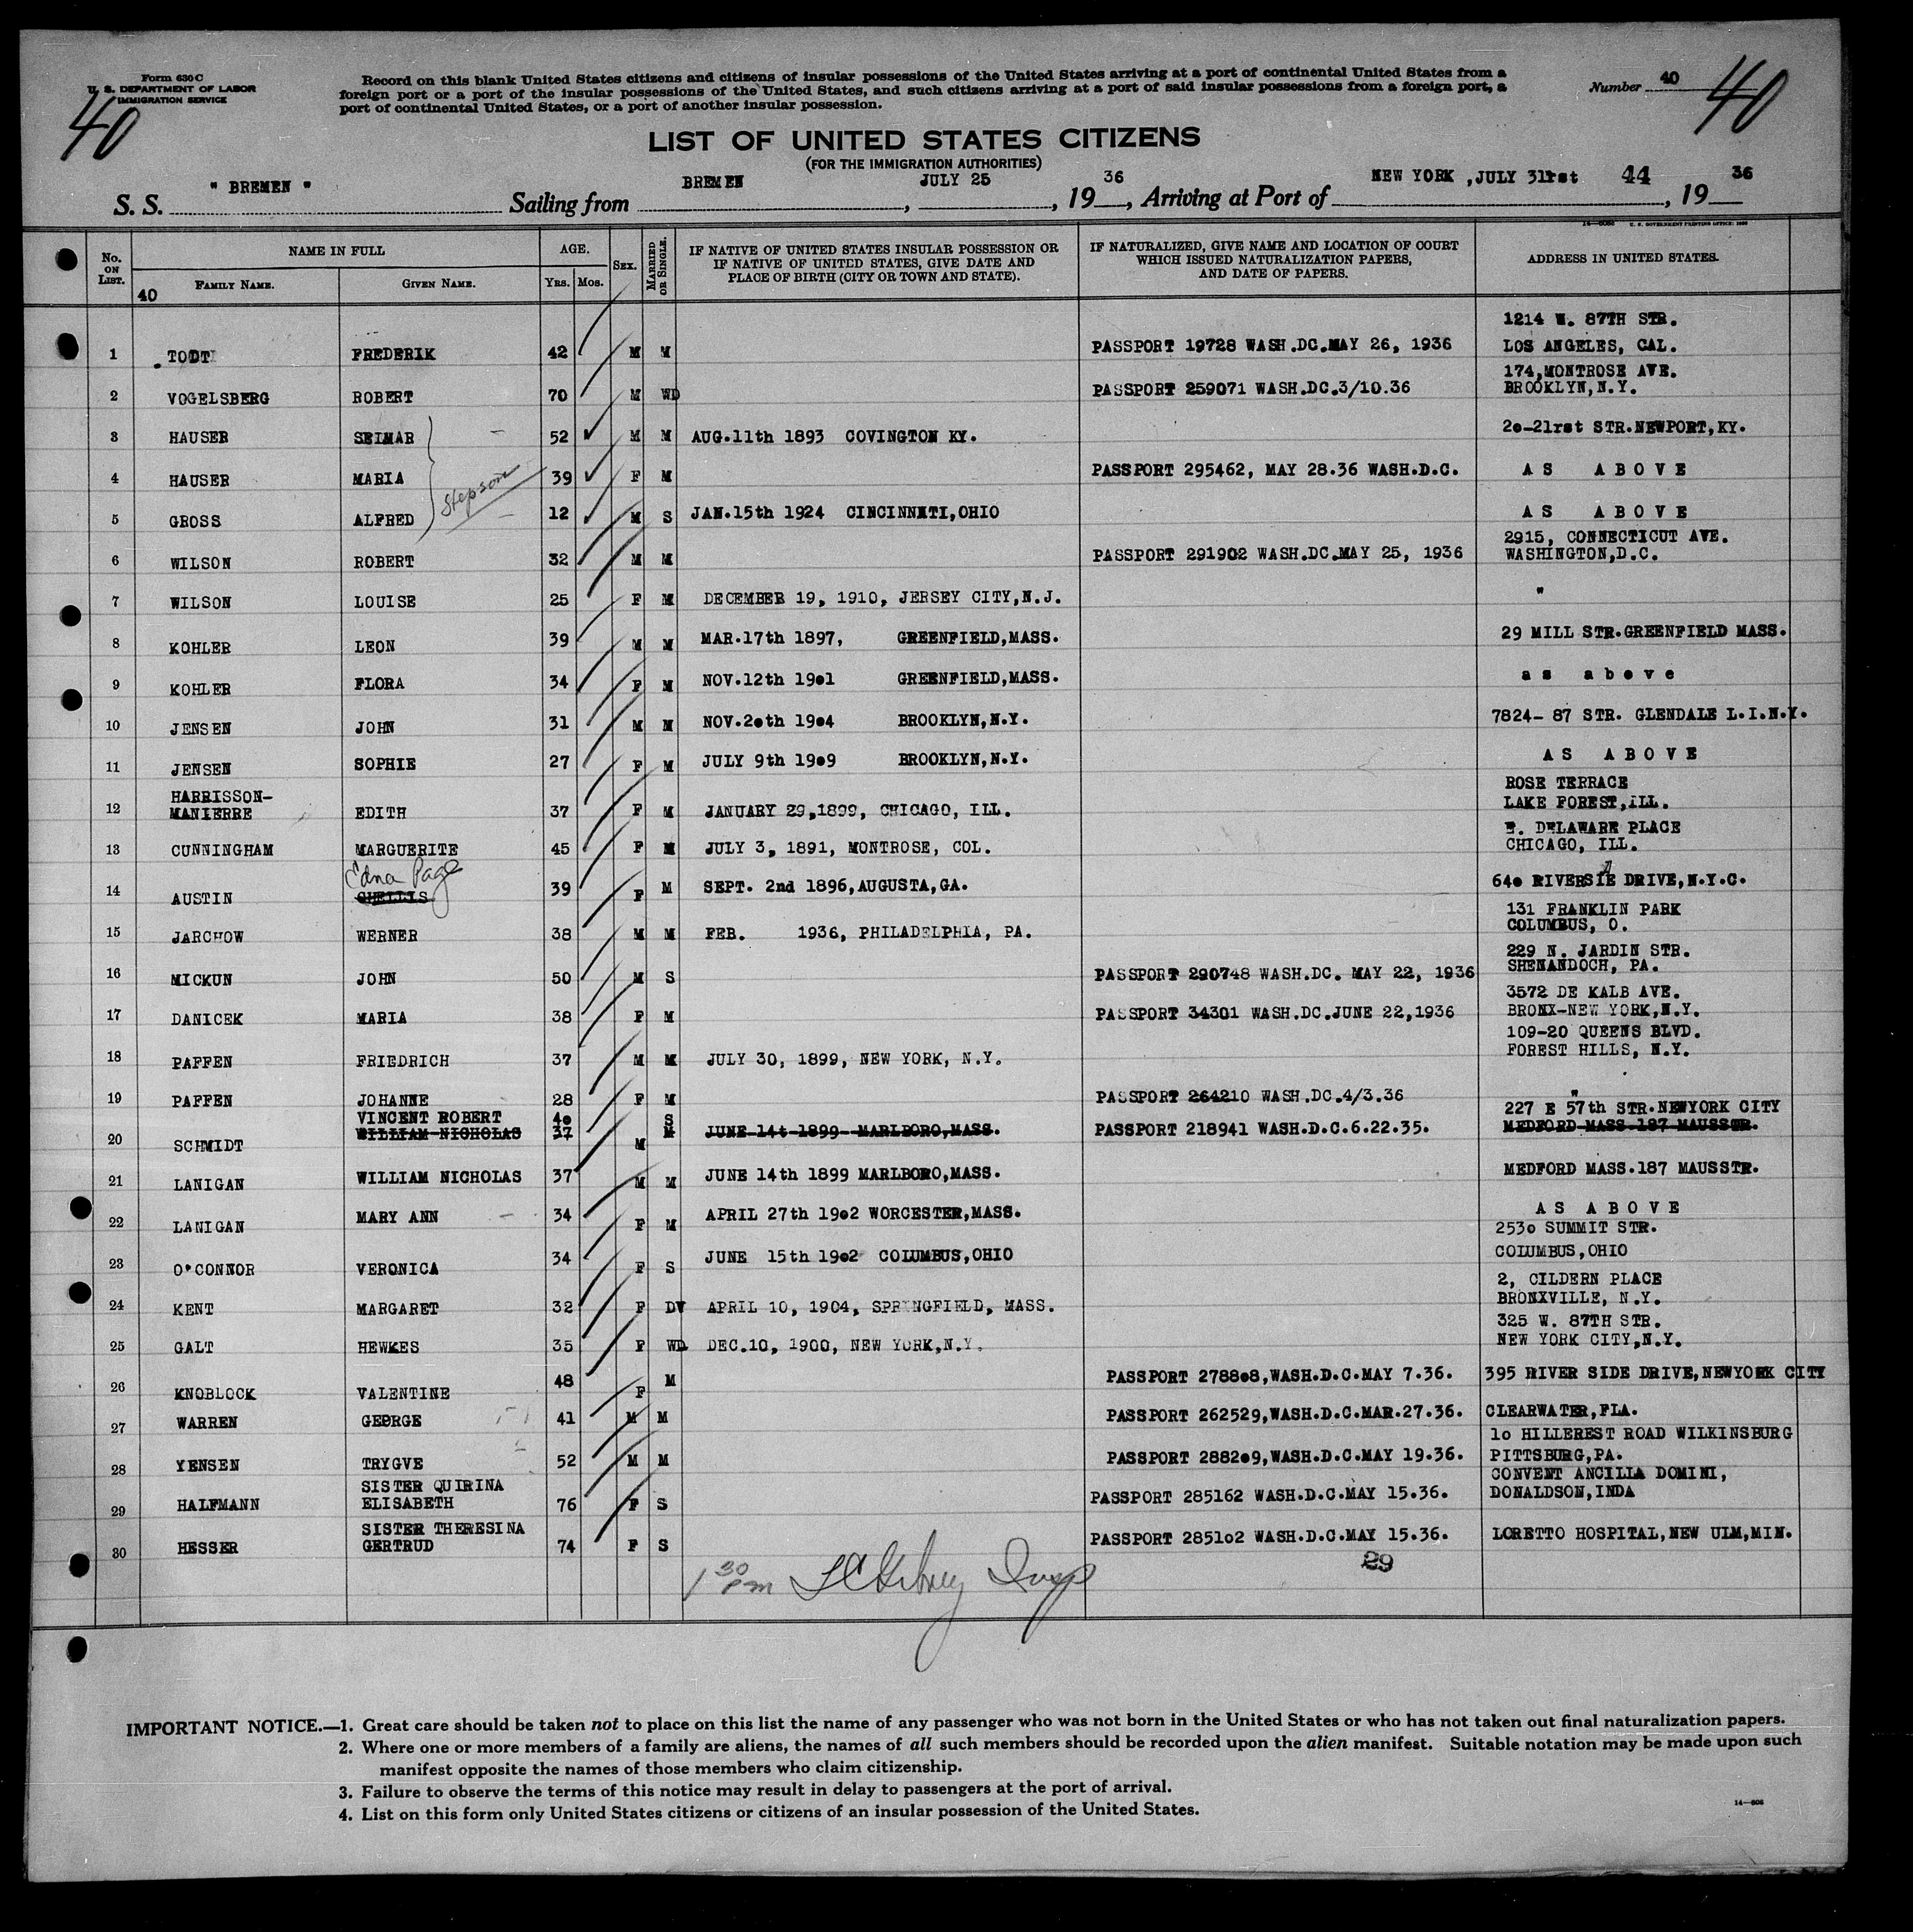 Form 630 C
U. S. DEPARTMENT OF LABOR
IMMIGRATION SERVICE
40
Record on this blank United States citizens and citizens of insular possessions of the United States arriving at a port of continental United States from a
foreign port or a port of the insular possessions of the United States, and such citizens arriving at a port of said insular possessions from a foreign port, a
port of continental United States, or a port of another insular possession.
Number 40
40
LIST OF UNITED STATES CITIZENS
(FOR THE IMMIGRATION AUTHORITIES)
S. S. " BREMEN " Sailing from BREMEN, JULY 25, 19 36, Arriving at Port of NEW YORK ,JULY 31rst 44, 19 36
U. S. GOVERNMENT PRINTING OFFICE: 1935
No. ON LIST. NAME IN FULL AGE. SEX. MARRIED OR SINGLE. IF NATIVE OF UNITED STATES INSULAR POSSESSION OR IF NATIVE OF UNITED STATES, GIVE DATE AND PLACE OF BIRTH (CITY OR TOWN AND STATE). IF NATURALIZED, GIVE NAME AND LOCATION OF COURT WHICH ISSUED NATURALIZATION PAPERS, AND DATE OF PAPERS. ADDRESS IN UNITED STATES.
40 FAMILY NAME. GIVEN NAME. YRS. MOS.
1 TODT FREDERIK 42 M M PASSPORT 19728 WASH.DC.MAY 26, 1936 1214 W. 87TH STR. LOS ANGELES, CAL.
2 VOGELSBERG ROBERT 70 M WD PASSPORT 259071 WASH.DC.3/10.36 174,MONTROSE AVE. BROOKLYN,N.Y.
3 HAUSER SEIMAR 52 M M AUG.11th 1893 COVINGTON KY. 2o-21rst STR.NEWPORT,KY.
4 HAUSER MARIA 39 F M PASSPORT 295462, MAY 28.36 WASH.D.C. AS ABOVE
stepson
5 GROSS ALFRED 12 M S JAN.15th 1924 CINCINNATI,OHIO AS ABOVE
6 WILSON ROBERT 32 M M PASSPORT 291902 WASH.DC.MAY 25, 1936 2915, CONNECTICUT AVE. WASHINGTON,D.C.
7 WILSON LOUISE 25 F M DECEMBER 19, 1910, JERSEY CITY,N.J. "
8 KOHLER LEON 39 M M MAR.17th 1897, GREENFIELD,MASS. 29 MILL STR.GREENFIELD MASS.
9 KOHLER FLORA 34 F M NOV.12th 19o1 GREENFIELD,MASS. as above
10 JENSEN JOHN 31 M M NOV.2oth 19o4 BROOKLYN,N.Y. 7824- 87 STR. GLENDALE L.I.N.Y.
11 JENSEN SOPHIE 27 F M JULY 9th 19o9 BROOKLYN,N.Y. AS ABOVE
12 HARRISSON- MANIERRE EDITH 37 F M JANUARY 29,1899, CHICAGO, ILL. ROSE TERRACE LAKE FOREST,ILL.
13 CUNNINGHAM MARGUERITE 45 F M JULY 3, 1891, MONTROSE, COL. E. DELAWARE PLACE CHICAGO, ILL.
Edna Page
14 AUSTIN 39 F M SEPT. 2nd 1896,AUGUSTA,GA. 64o RIVERSIE DRIVE,N.Y.C.
15 JARCHOW WERNER 38 M M FEB. 1936, PHILADELPHIA, PA. 131 FRANKLIN PARK COLUMBUS, O.
16 MICKUN JOHN 50 M S PASSPORT 290748 WASH.DC. MAY 22, 1936 229 N. JARDIN STR. SHENANDOCH, PA.
17 DANICEK MARIA 38 F M PASSPORT 34301 WASH.DC.JUNE 22,1936 3572 DE KALB AVE. BRONX-NEW YORK,N.Y.
18 PAFFEN FRIEDRICH 37 M M JULY 30, 1899, NEW YORK, N.Y. 109-20 QUEENS BLVD. FOREST HILLS, N.Y.
19 PAFFEN JOHANNE 28 F M PASSPORT 264210 WASH.DC.4/3.36 "
VINCENT ROBERT 4o S 227 E 57th STR.NEWYORK CITY
20 SCHMIDT WILLIAM NICHOLAS 37 M M JUNE 14t 1899 MARLBORO,MASS. PASSPORT 218941 WASH.D.C.6.22.35. MEDFORD MASS.187 MAUSSTR.
21 LANIGAN WILLIAM NICHOLAS 37 M M JUNE 14th 1899 MARLBORO,MASS. MEDFORD MASS.187 MAUSSTR.
22 LANIGAN MARY ANN 34 F M APRIL 27th 19o2 WORCESTER,MASS. AS ABOVE
23 O'CONNOR VERONICA 34 F S JUNE 15th 19o2 COLUMBUS,OHIO 253o SUMMIT STR. COLUMBUS,OHIO
24 KENT MARGARET 32 F DV APRIL 10, 1904, SPRINGFIELD, MASS. 2, CILDERN PLACE BRONXVILLE, N.Y.
25 GALT HEWKES 35 F WD DEC.10, 1900, NEW YORK,N.Y. 325 W. 87TH STR. NEW YORK CITY,N.Y.
26 KNOBLOCK VALENTINE 48 F M PASSPORT 2788o8,WASH.D.C.MAY 7.36. 395 RIVER SIDE DRIVE,NEWYORK CITY
27 WARREN GEORGE 41 M M PASSPORT 262529,WASH.D.C.MAR.27.36. CLEARWATER,FLA.
28 YENSEN TRYGVE 52 M M PASSPORT 2882o9,WASH.D.C.MAY 19.36. 1o HILLEREST ROAD WILKINSBURG PITTSBURG,PA.
29 HALFMANN SISTER QUIRINA ELISABETH 76 F S PASSPORT 285162 WASH.D.C.MAY 15.36. CONVENT ANCILLA DOMINI, DONALDSON,INDA
30 HESSER SISTER THERESINA GERTRUD 74 F S PASSPORT 2851o2 WASH.D.C.MAY 15.36. LORETTO HOSPITAL,NEW ULM,MIN.
29
1 30 pm Insp
IMPORTANT NOTICE.—1. Great care should be taken not to place on this list the name of any passenger who was not born in the United States or who has not taken out final naturalization papers.
2. Where one or more members of a family are aliens, the names of all such members should be recorded upon the alien manifest. Suitable notation may be made upon such
manifest opposite the names of those members who claim citizenship.
3. Failure to observe the terms of this notice may result in delay to passengers at the port of arrival.
4. List on this form only United States citizens or citizens of an insular possession of the United States.